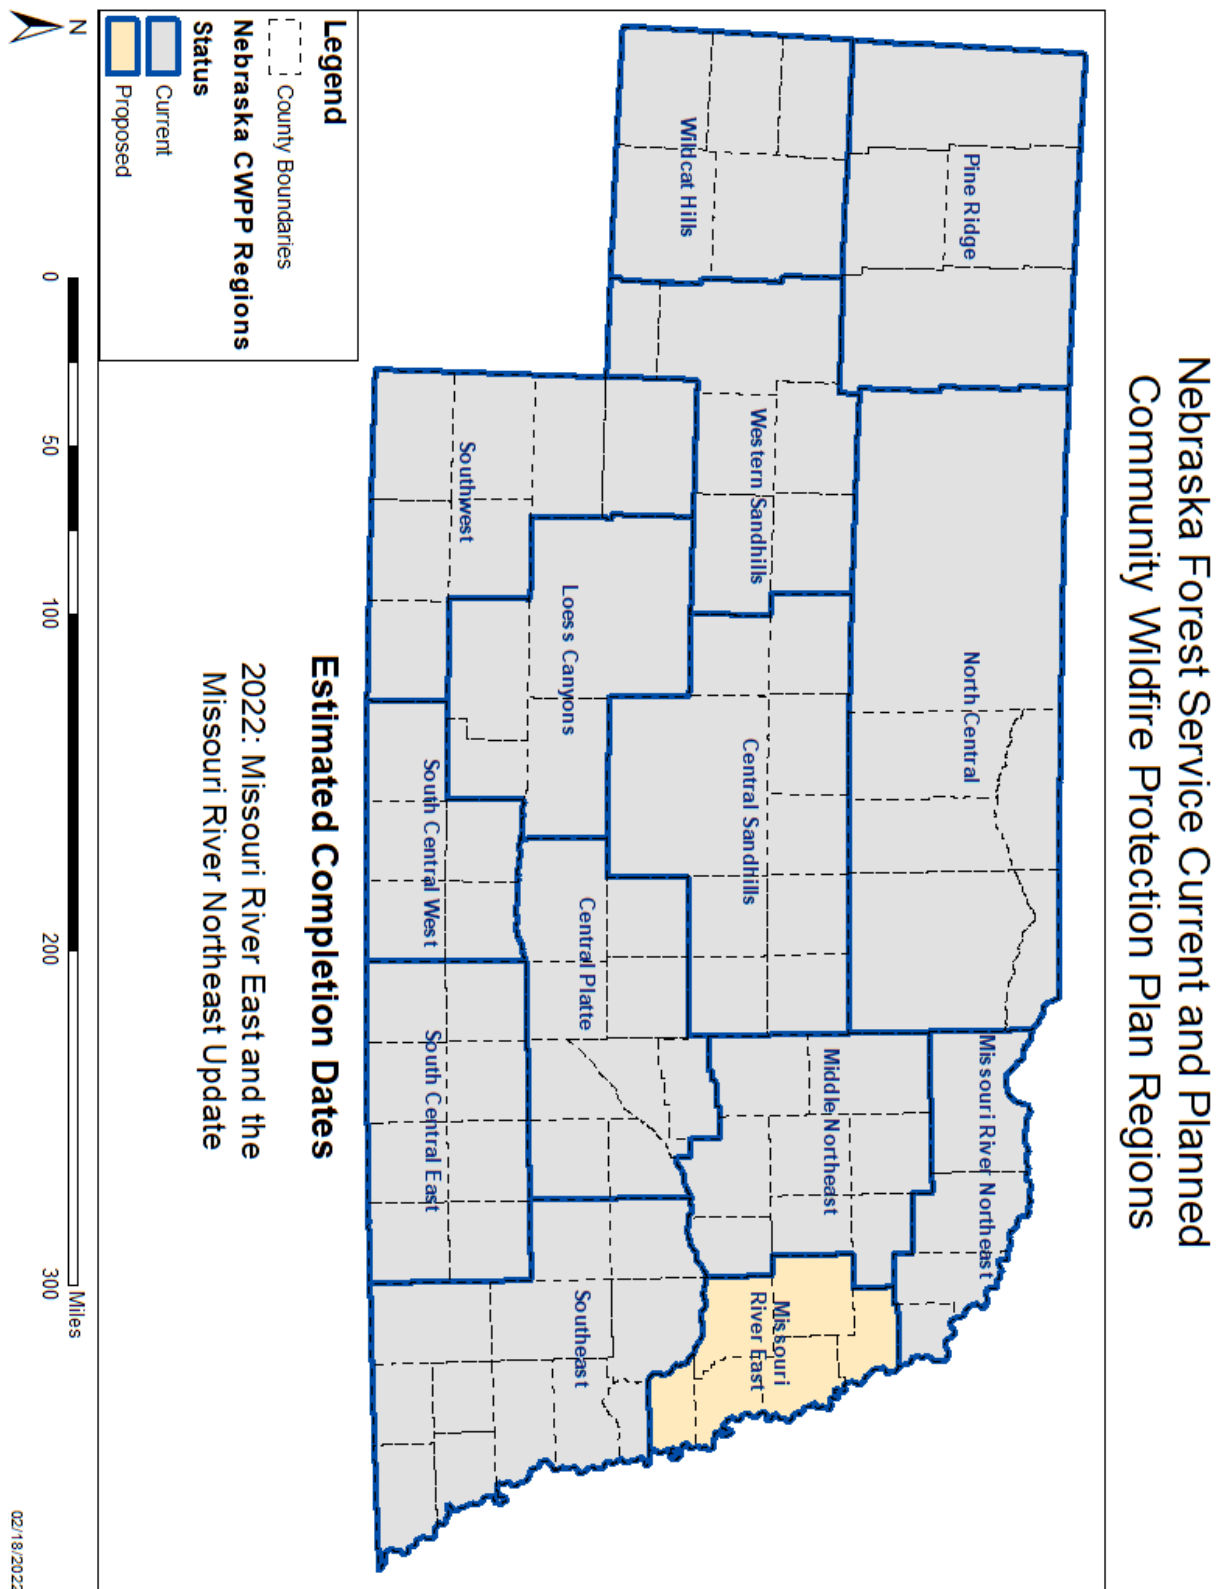 Nebraska Forest Service Current and Planned
Community Wildfire Protection Plan Regions
Pine Ridge
North Central
Missouri River Northeast
Wildcat Hills
Western Sandhills
Central Sandhills
Middle Northeast
Missouri
River East
Southwest
Loess Canyons
Central Platte
Southeast
South Central West
South Central East
Legend
County Boundaries
Nebraska CWPP Regions
Status
Current
Proposed
Estimated Completion Dates
2022: Missouri River East and the
Missouri River Northeast Update
N
0
50
100
200
300
Miles
02/18/2022